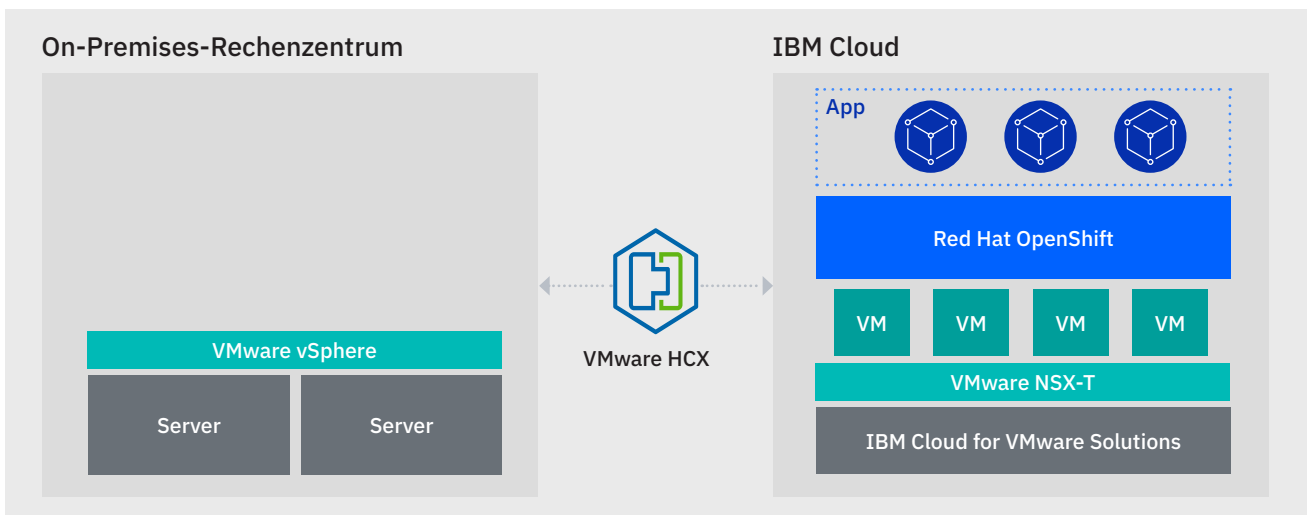 On-Premises-Rechenzentrum
VMware vSphere
Server
Server
VMware HCX
IBM Cloud
App
Red Hat OpenShift
VM
VM
VM
VM
VMware NSX-T
IBM Cloud for VMware Solutions